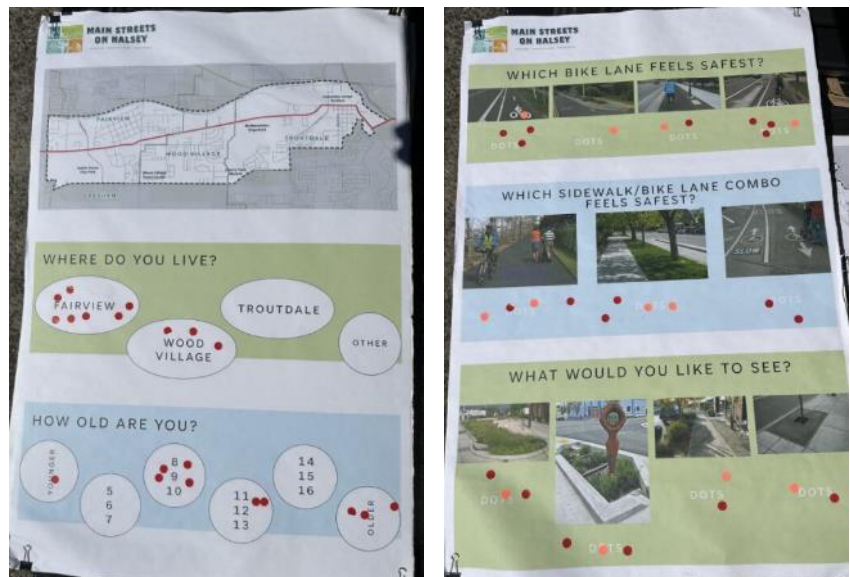 MAIN STREETS
ON HALSEY
FAIRVIEW
WOOD VILLAGE
TROUTDALE
GRESHAM
WHERE DO YOU LIVE?
FAIRVIEW
TROUTDALE
WOOD
VILLAGE
OTHER
HOW OLD ARE YOU?
YOUNGER
5
6
7
8
9
10
11
12
13
14
15
16
OLDER
MAIN STREETS
ON HALSEY
WHICH BIKE LANE FEELS SAFEST?
DOTS
DOTS
DOTS
DOTS
WHICH SIDEWALK/BIKE LANE COMBO
FEELS SAFEST?
SLOW
DOTS
DOTS
DOTS
WHAT WOULD YOU LIKE TO SEE?
DOTS
DOTS
DOTS
DOTS